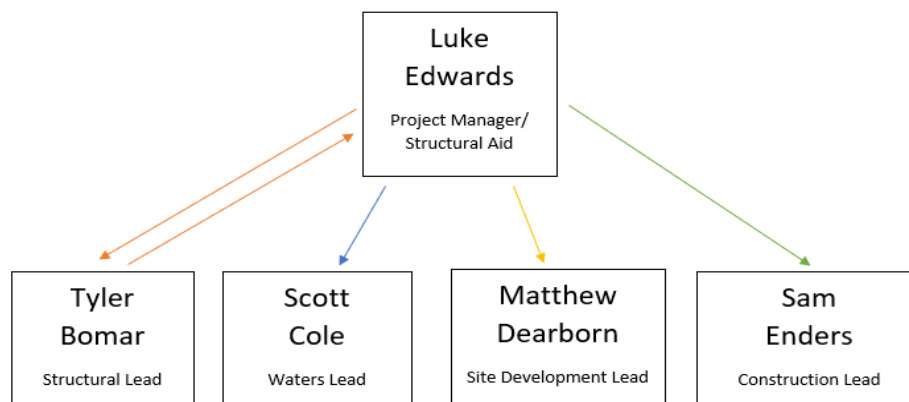 Luke
Edwards
Project Manager/
Structural Aid
Tyler
Bomar
Structural Lead
Scott
Cole
Waters Lead
Matthew
Dearborn
Site Development Lead
Sam
Enders
Construction Lead